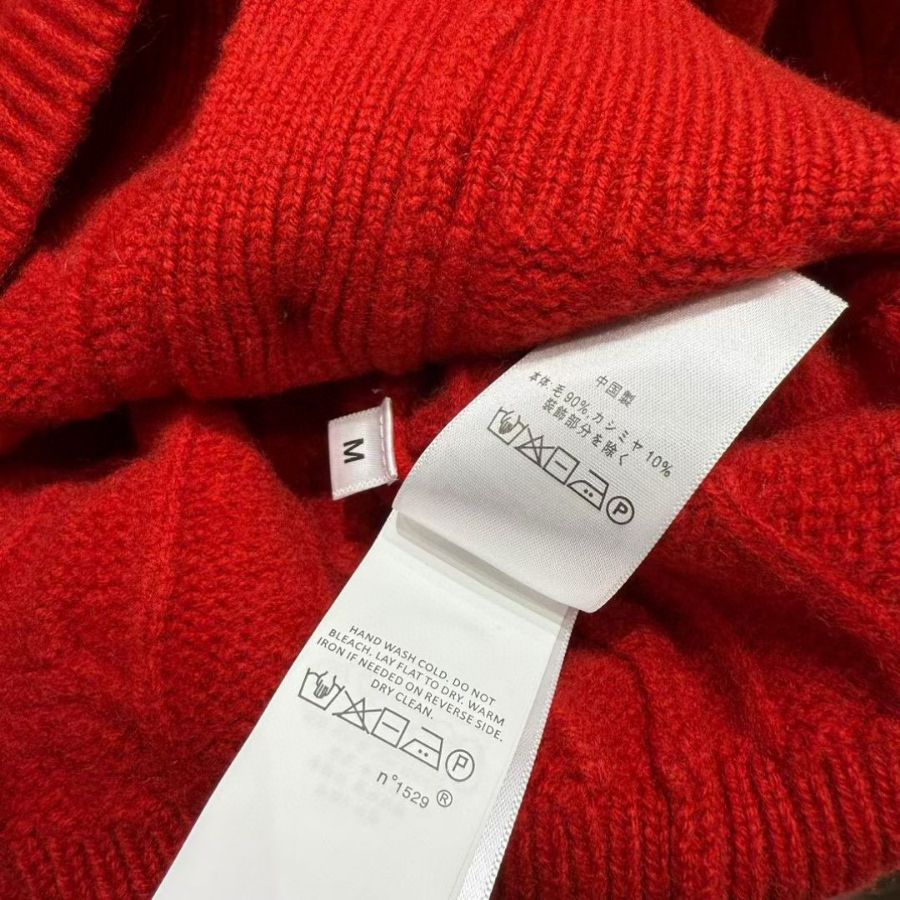 中国製
本体:毛90%,カシミヤ 10%
装飾部分を除く
P
M
HAND WASH COLD. DO NOT
BLEACH. LAY FLAT TO DRY. WARM
IRON IF NEEDED ON REVERSE SIDE.
DRY CLEAN.
P
n°1529 ®